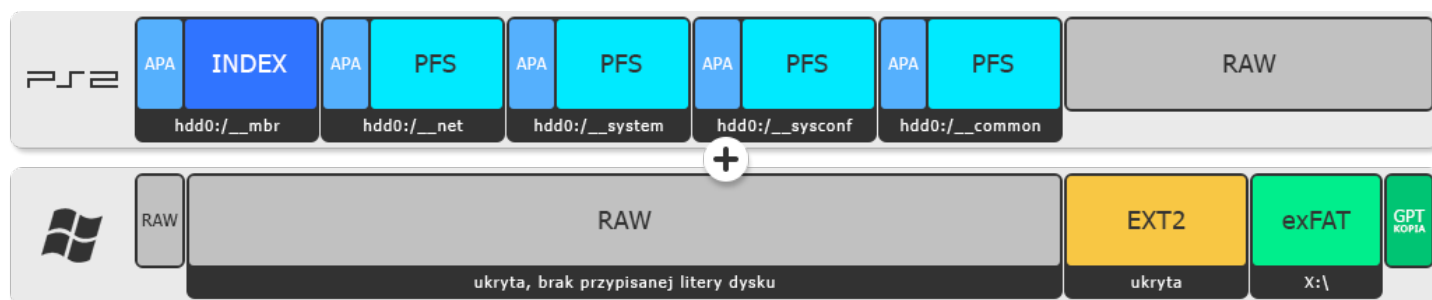 PS2
APA INDEX APA PFS APA PFS APA PFS APA PFS RAW
hdd0:/__mbr hdd0:/__net hdd0:/__system hdd0:/__sysconf hdd0:/__common
RAW RAW EXT2 exFAT GPT
KOPIA
ukryta, brak przypisanej litery dysku ukryta X:\